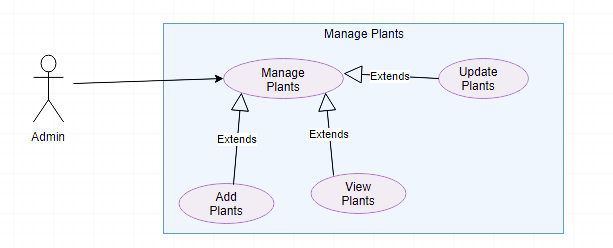 Manage Plants
Manage
Plants
Extends
Update
Plants
Admin
Extends
Extends
Add
Plants
View
Plants